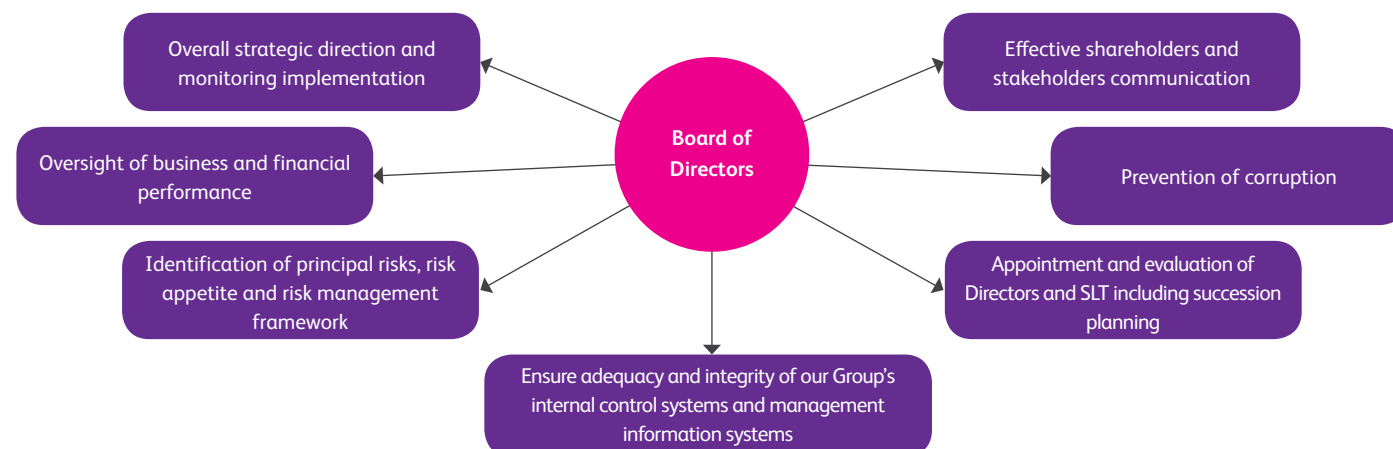 Overall strategic direction and
monitoring implementation
Effective shareholders and
stakeholders communication
Board of
Directors
Oversight of business and financial
performance
Prevention of corruption
Identification of principal risks, risk
appetite and risk management
framework
Appointment and evaluation of
Directors and SLT including succession
planning
Ensure adequacy and integrity of our Group’s
internal control systems and management
information systems